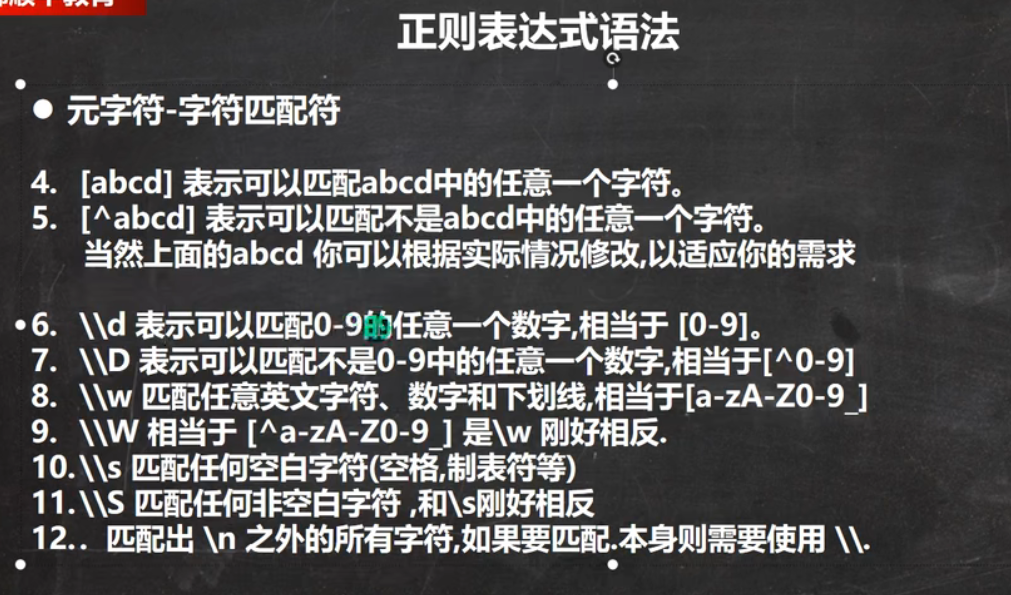 正则表达式语法
● 元字符-字符匹配符
4. [abcd] 表示可以匹配abcd中的任意一个字符。
5. [^abcd] 表示可以匹配不是abcd中的任意一个字符。
当然上面的abcd 你可以根据实际情况修改,以适应你的需求
6. \\d 表示可以匹配0-9的任意一个数字,相当于 [0-9]。
7. \\D 表示可以匹配不是0-9中的任意一个数字,相当于[^0-9]
8. \\w 匹配任意英文字符、数字和下划线,相当于[a-zA-Z0-9_]
9. \\W 相当于 [^a-zA-Z0-9_] 是\w 刚好相反.
10. \\s 匹配任何空白字符(空格,制表符等)
11. \\S 匹配任何非空白字符 ,和\s刚好相反
12. . 匹配出 \n 之外的所有字符,如果要匹配.本身则需要使用 \\.